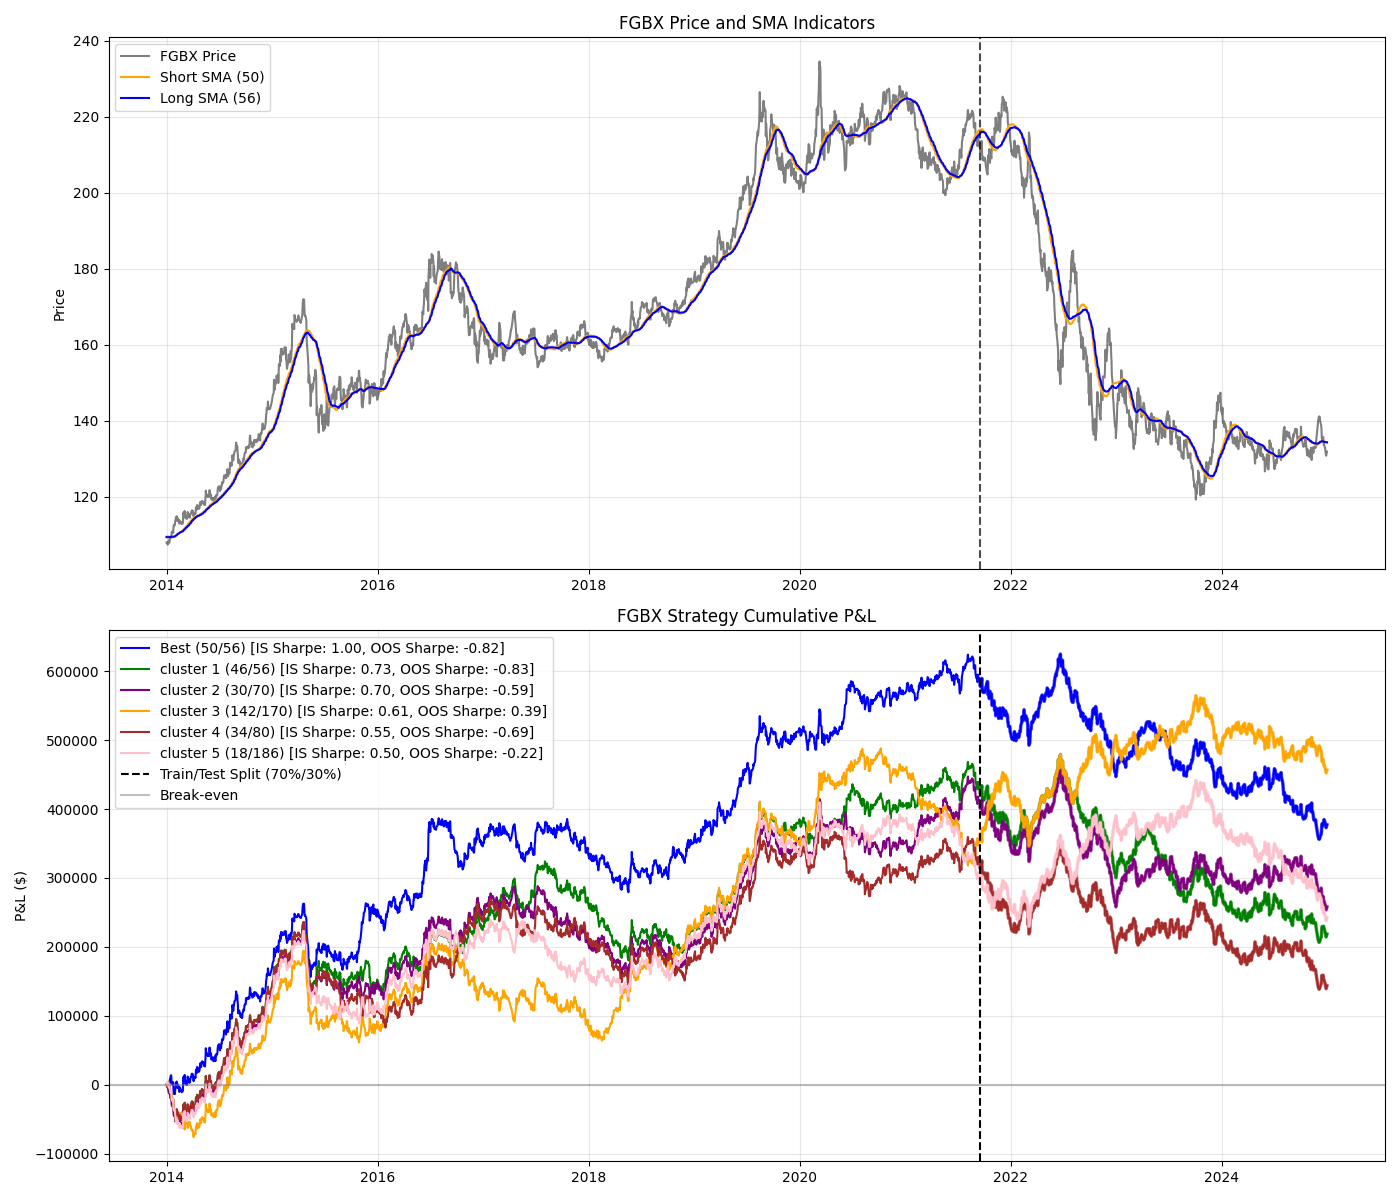 FGBX Price and SMA Indicators
FGBX Price
Short SMA (50)
Long SMA (56)
Price
240
220
200
180
160
140
120
2014
2016
2018
2020
2022
2024
FGBX Strategy Cumulative P&L
Best (50/56) [IS Sharpe: 1.00, OOS Sharpe: -0.82]
cluster 1 (46/56) [IS Sharpe: 0.73, OOS Sharpe: -0.83]
cluster 2 (30/70) [IS Sharpe: 0.70, OOS Sharpe: -0.59]
cluster 3 (142/170) [IS Sharpe: 0.61, OOS Sharpe: 0.39]
cluster 4 (34/80) [IS Sharpe: 0.55, OOS Sharpe: -0.69]
cluster 5 (18/186) [IS Sharpe: 0.50, OOS Sharpe: -0.22]
Train/Test Split (70%/30%)
Break-even
P&L ($)
600000
500000
400000
300000
200000
100000
0
−100000
2014
2016
2018
2020
2022
2024